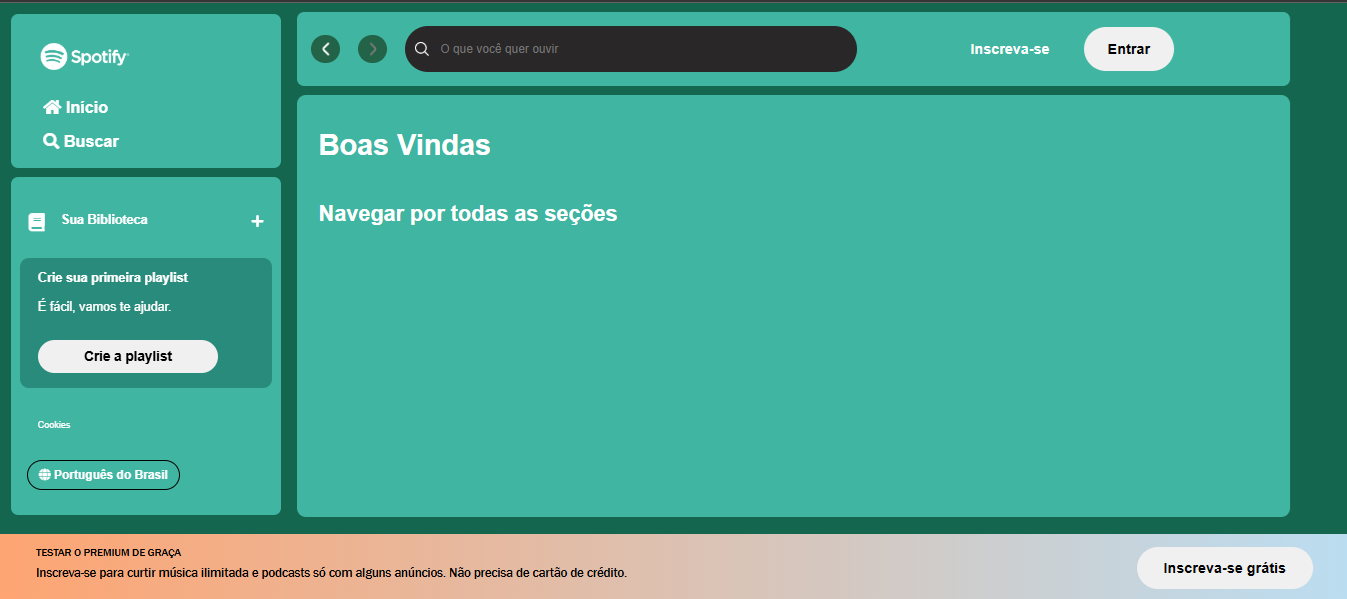 Spotify
Início
Buscar
Sua Biblioteca
Crie sua primeira playlist
É fácil, vamos te ajudar.
Crie a playlist
Cookies
Português do Brasil
O que você quer ouvir
Inscreva-se
Entrar
Boas Vindas
Navegar por todas as seções
TESTAR O PREMIUM DE GRAÇA
Inscreva-se para curtir música ilimitada e podcasts só com alguns anúncios. Não precisa de cartão de crédito.
Inscreva-se grátis